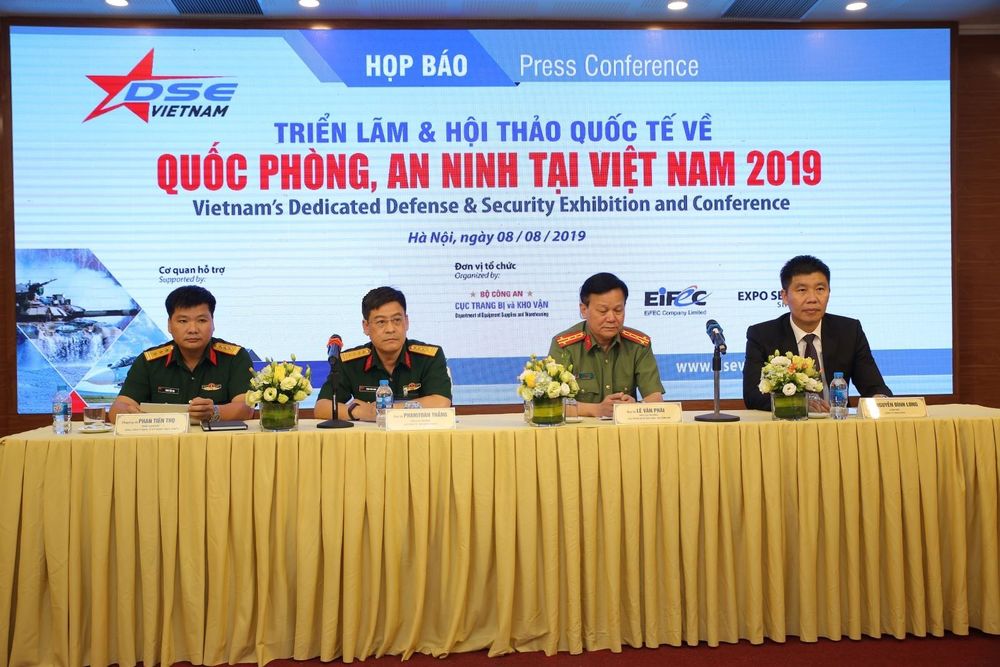 HỌP BÁO Press Conference
DSE
VIETNAM
TRIỂN LÃM & HỘI THẢO QUỐC TẾ VỀ
QUỐC PHÒNG, AN NINH TẠI VIỆT NAM 2019
Vietnam's Dedicated Defense & Security Exhibition and Conference
Hà Nội, ngày 08/08/2019
Cơ quan hỗ trợ
Supported by:
Đơn vị tổ chức
Organized by:
BỘ CÔNG AN
CỤC TRANG BỊ và KHO VẬN
Department of Equipment Supplies and Warehousing
EiFEC
EIFEC Company Limited
EXPO SE
www.
PHAN TIẾN THỌ
PHẠM TOÀN THẮNG
LÊ VĂN PHÁI
NGUYỄN ĐÌNH LONG